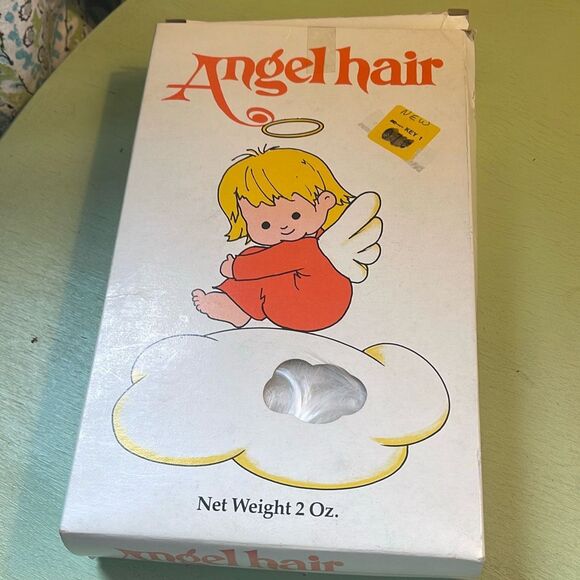 Angel hair
NEW
KEY 1
Net Weight 2 Oz.
Angel hair